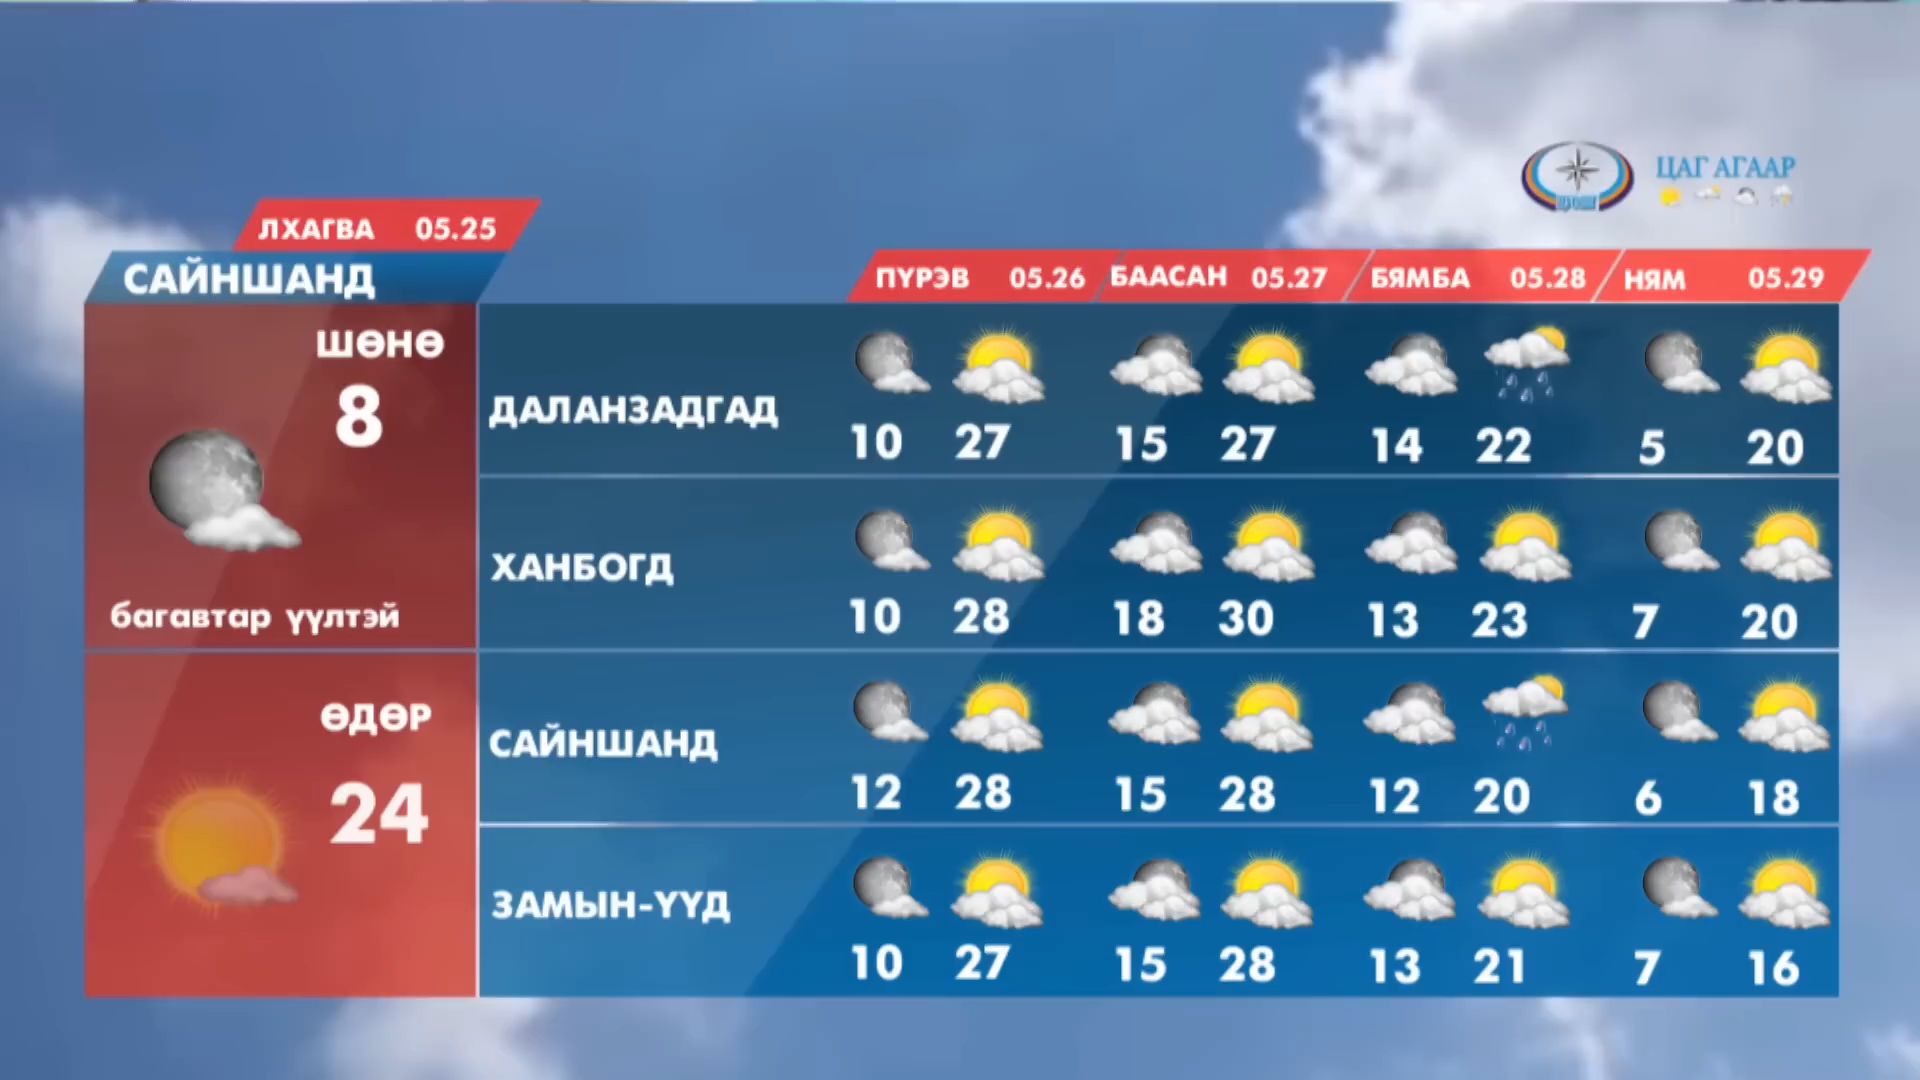 ЦАГ АГААР
ЛХАГВА 05.25
САЙНШАНД
ШӨНӨ
8
багавтар үүлтэй
ӨДӨР
24
ПҮРЭВ 05.26 БААСАН 05.27 БЯМБА 05.28 НЯМ 05.29
ДАЛАНЗАДГАД
10 27 15 27 14 22 5 20
ХАНБОГД
10 28 18 30 13 23 7 20
САЙНШАНД
12 28 15 28 12 20 6 18
ЗАМЫН-ҮҮД
10 27 15 28 13 21 7 16